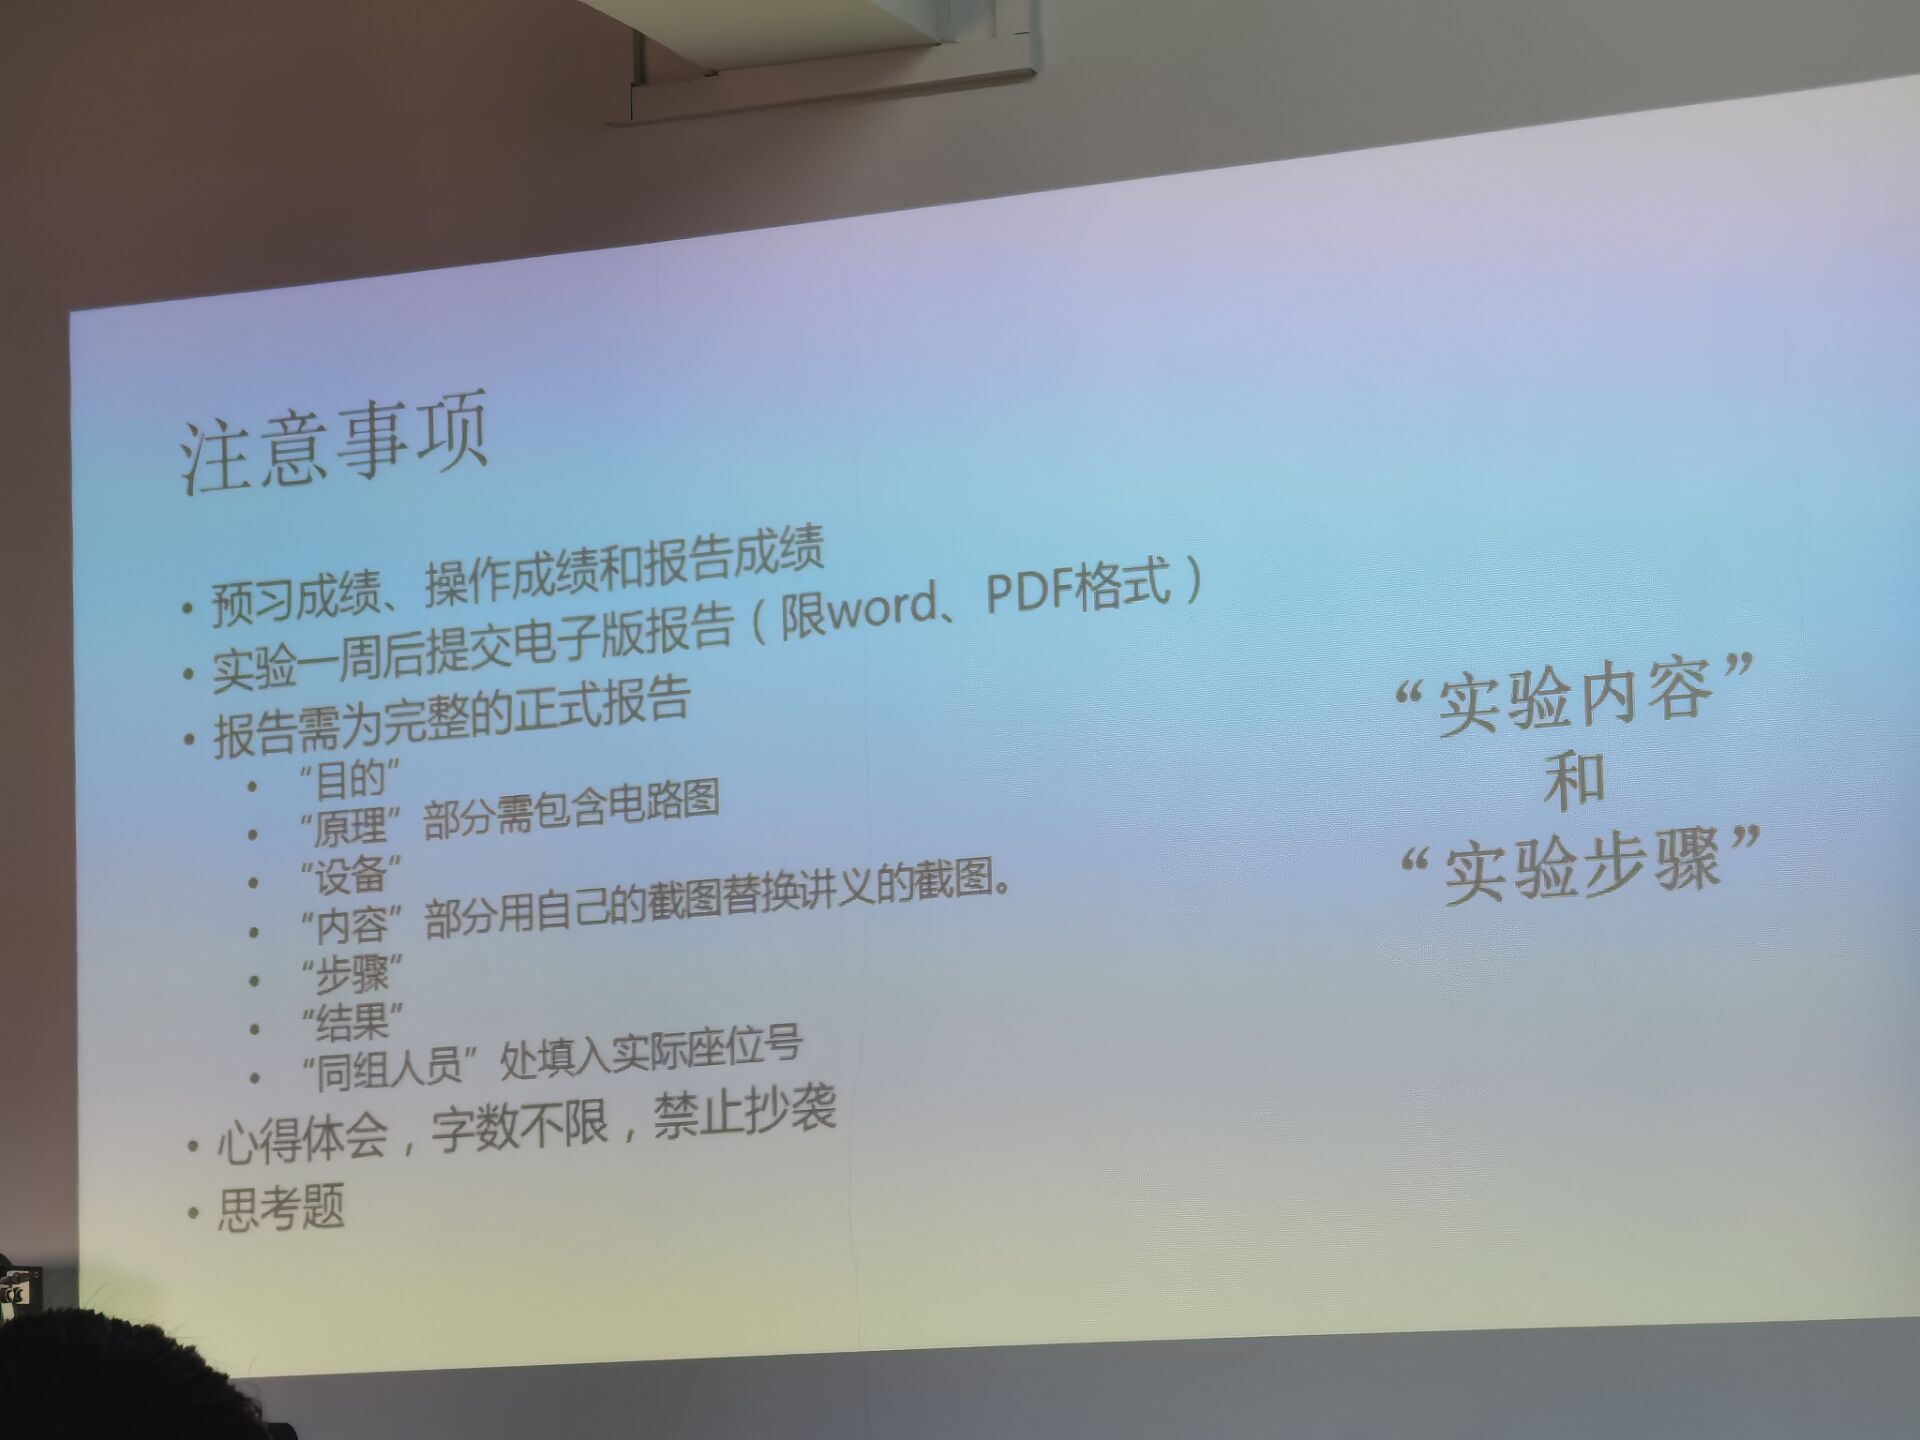 注意事项
• 预习成绩、操作成绩和报告成绩
• 实验一周后提交电子版报告（限word、PDF格式）
• 报告需为完整的正式报告
• “目的”
• “原理”部分需包含电路图
• “设备”
• “内容”部分用自己的截图替换讲义的截图。
• “步骤”
• “结果”
• “同组人员”处填入实际座位号
• 心得体会，字数不限，禁止抄袭
• 思考题
“实验内容”
和
“实验步骤”